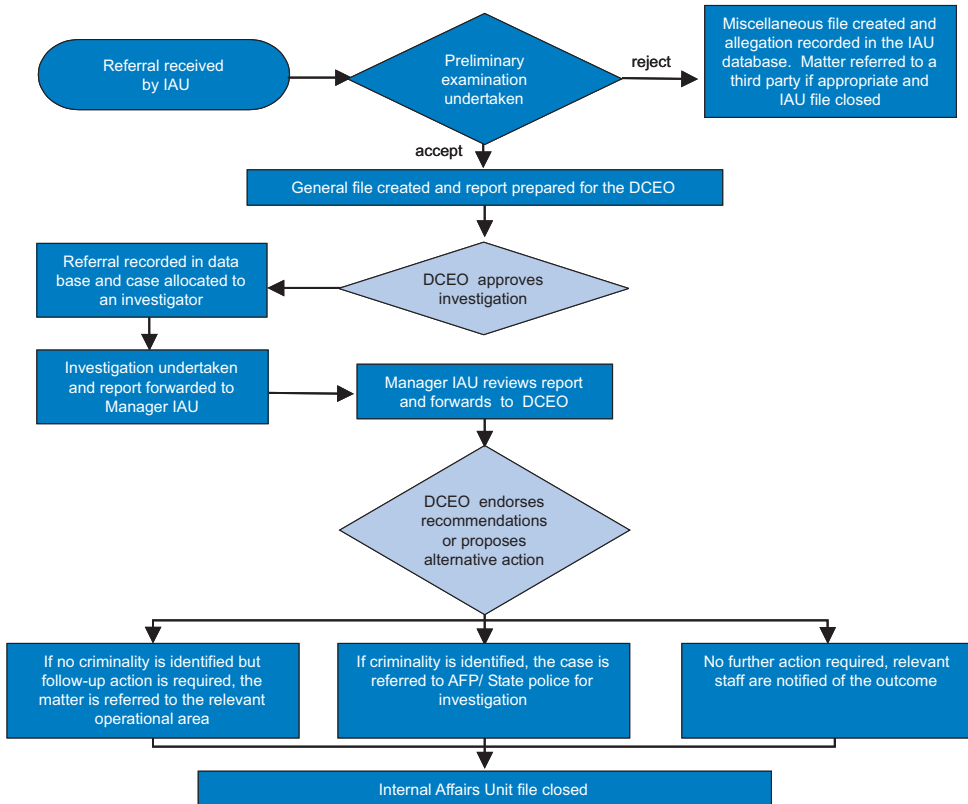 Referral received
by IAU
Preliminary
examination
undertaken
reject
Miscellaneous file created and
allegation recorded in the IAU
database. Matter referred to a
third party if appropriate and
IAU file closed
accept
General file created and report prepared for the DCEO
DCEO approves
investigation
Referral recorded in data
base and case allocated to
an investigator
Investigation undertaken
and report forwarded to
Manager IAU
Manager IAU reviews report
and forwards to DCEO
DCEO endorses
recommendations
or proposes
alternative action
If no criminality is identified but
follow-up action is required, the
matter is referred to the relevant
operational area
If criminality is identified, the case is
referred to AFP/ State police for
investigation
No further action required, relevant
staff are notified of the outcome
Internal Affairs Unit file closed